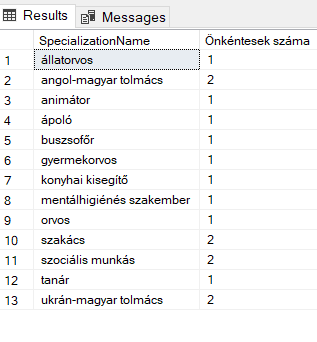 Results Messages
SpecializationName Önkéntesek száma
1 állatorvos 1
2 angol-magyar tolmács 2
3 animátor 1
4 ápoló 1
5 buszsofőr 1
6 gyermekorvos 1
7 konyhai kisegítő 1
8 mentálhigiénés szakember 1
9 orvos 1
10 szakács 2
11 szociális munkás 2
12 tanár 1
13 ukrán-magyar tolmács 2